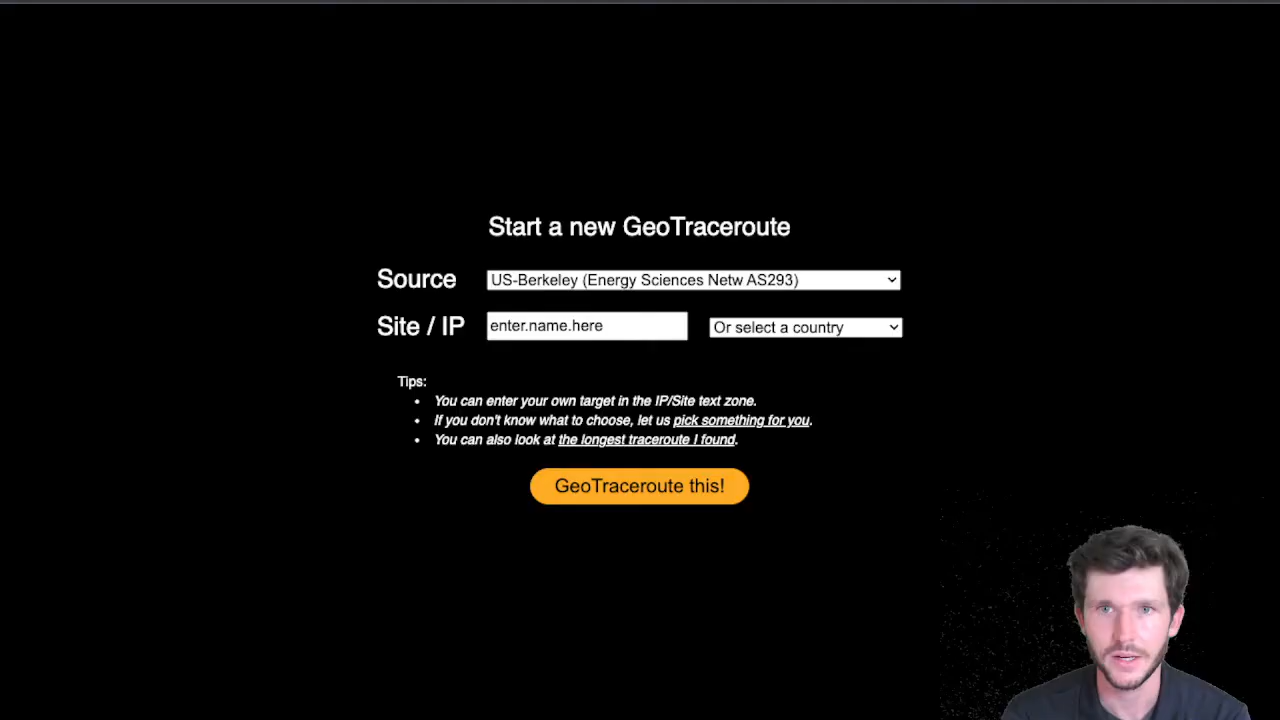 Start a new GeoTraceroute
Source US-Berkeley (Energy Sciences Netw AS293)
Site / IP enter.name.here Or select a country
Tips:
• You can enter your own target in the IP/Site text zone.
• If you don't know what to choose, let us pick something for you.
• You can also look at the longest traceroute I found.
GeoTraceroute this!